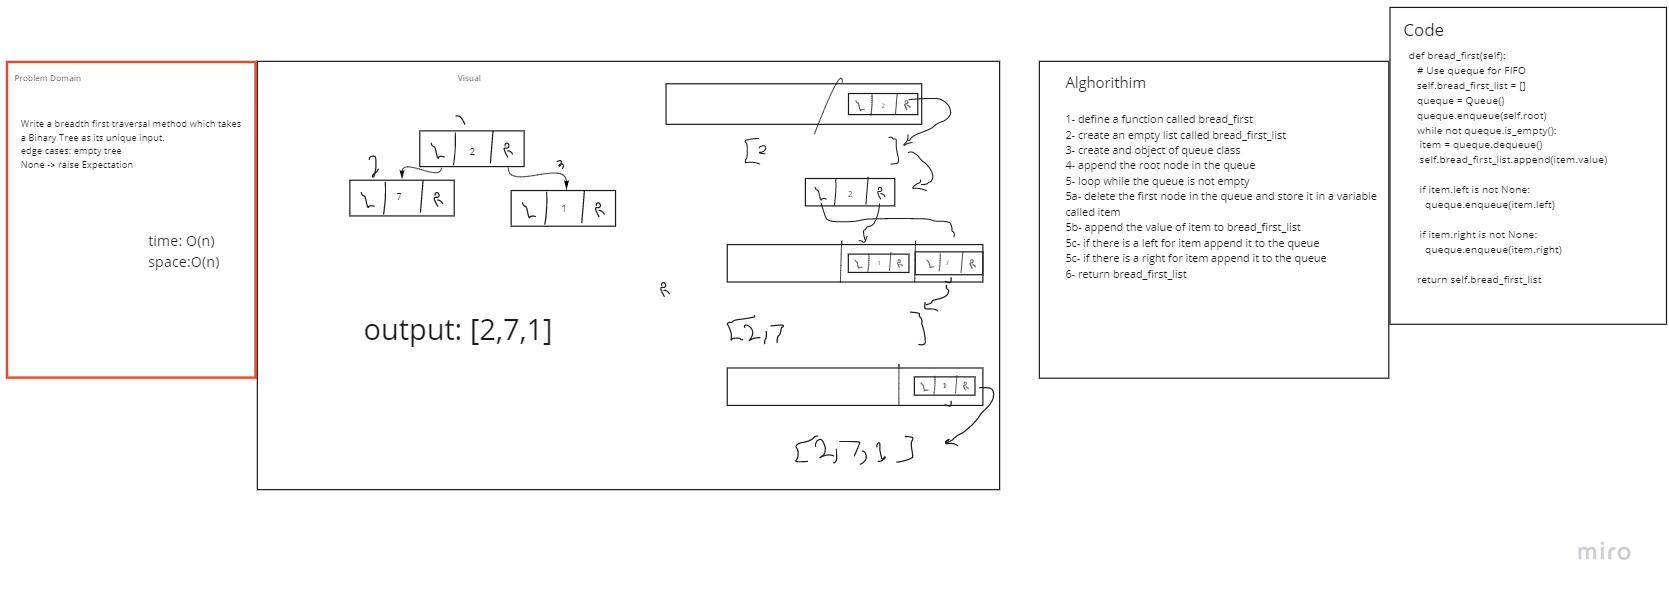 Problem Domain
Write a breadth first traversal method which takes
a Binary Tree as its unique input.
edge cases: empty tree
None -> raise Expectation
time: O(n)
space:O(n)
Visual
1
L 2 R
2
3
L 7 R
L 1 R
output: [2,7,1]
L 2 R
[2 ]
L 2 R
L 1 R
L 7 R
R
[2,7 ]
L R
[2,7,1 ]
Alghorithim
1- define a function called bread_first
2- create an empty list called bread_first_list
3- create and object of queue class
4- append the root node in the queue
5- loop while the queue is not empty
5a- delete the first node in the queue and store it in a variable
called item
5b- append the value of item to bread_first_list
5c- if there is a left for item append it to the queue
5c- if there is a right for item append it to the queue
6- return bread_first_list
Code
def bread_first(self):
# Use queque for FIFO
self.bread_first_list = []
queque = Queue()
queque.enqueue(self.root)
while not queque.is_empty():
item = queque.dequeue()
self.bread_first_list.append(item.value)
if item.left is not None:
queque.enqueue(item.left)
if item.right is not None:
queque.enqueue(item.right)
return self.bread_first_list
miro